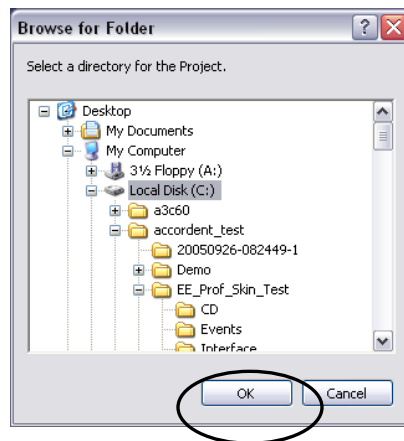 Browse for Folder
Select a directory for the Project.
Desktop
My Documents
My Computer
3½ Floppy (A:)
Local Disk (C:)
a3c60
accordent_test
20050926-082449-1
Demo
EE_Prof_Skin_Test
CD
Events
Interface
OK Cancel